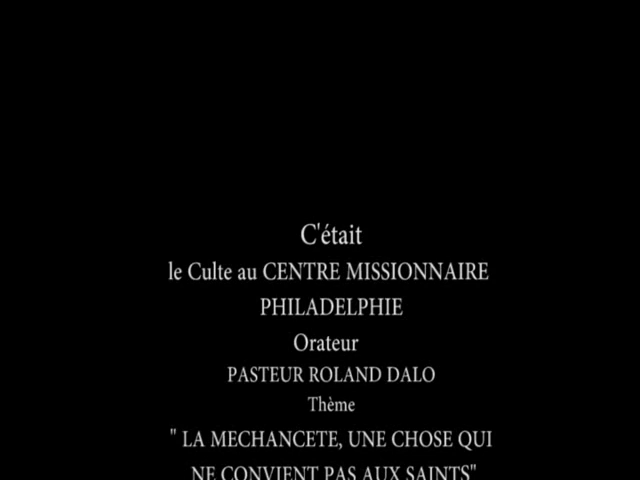 C'était
le Culte au CENTRE MISSIONNAIRE
PHILADELPHIE
Orateur
PASTEUR ROLAND DALO
Thème
" LA MECHANCETE, UNE CHOSE QUI
NE CONVIENT PAS AUX SAINTS"